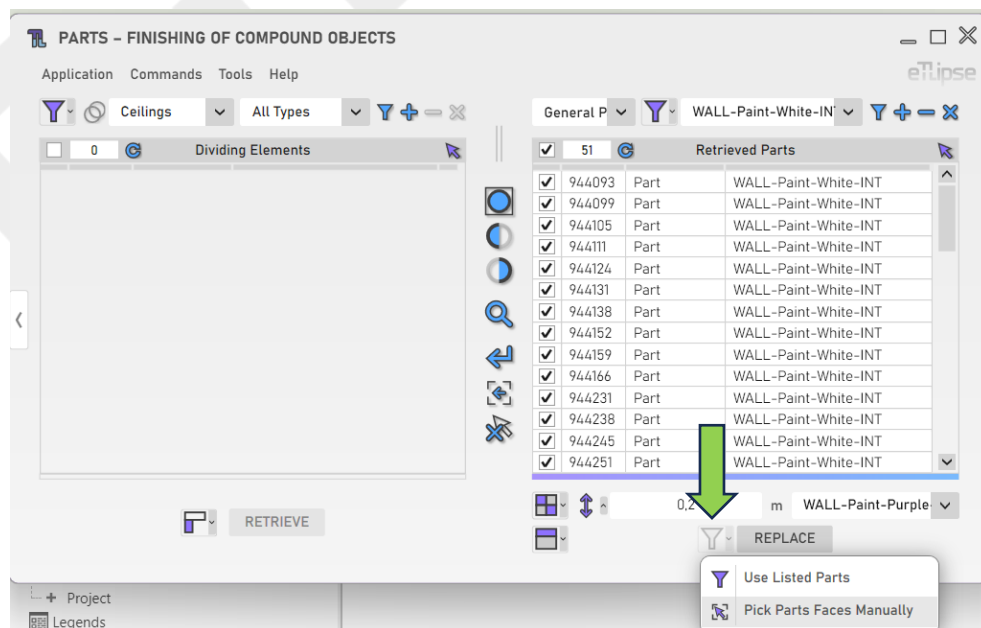 PARTS – FINISHING OF COMPOUND OBJECTS
Application Commands Tools Help
eTLipse
Ceilings All Types
General P WALL-Paint-White-IN
0 Dividing Elements
51 Retrieved Parts
944093 Part WALL-Paint-White-INT
944099 Part WALL-Paint-White-INT
944105 Part WALL-Paint-White-INT
944111 Part WALL-Paint-White-INT
944124 Part WALL-Paint-White-INT
944131 Part WALL-Paint-White-INT
944138 Part WALL-Paint-White-INT
944152 Part WALL-Paint-White-INT
944159 Part WALL-Paint-White-INT
944166 Part WALL-Paint-White-INT
944231 Part WALL-Paint-White-INT
944238 Part WALL-Paint-White-INT
944245 Part WALL-Paint-White-INT
944251 Part WALL-Paint-White-INT
0,2 m WALL-Paint-Purple-
RETRIEVE
REPLACE
Use Listed Parts
Pick Parts Faces Manually
Project
Legends